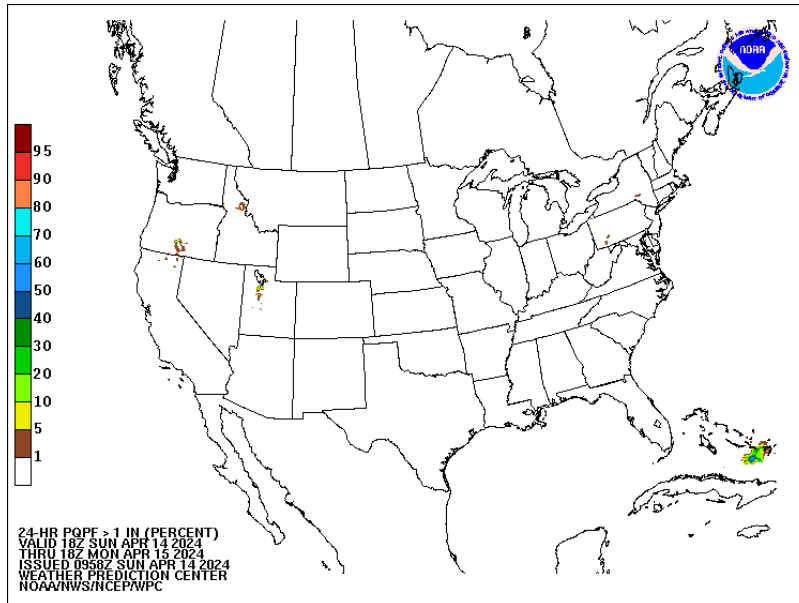 NOAA
95
90
80
70
60
50
40
30
20
10
5
1
24-HR PQPF > 1 IN (PERCENT)
VALID 18Z SUN APR 14 2024
THRU 18Z MON APR 15 2024
ISSUED 0958Z SUN APR 14 2024
WEATHER PREDICTION CENTER
NOAA/NWS/NCEP/WPC